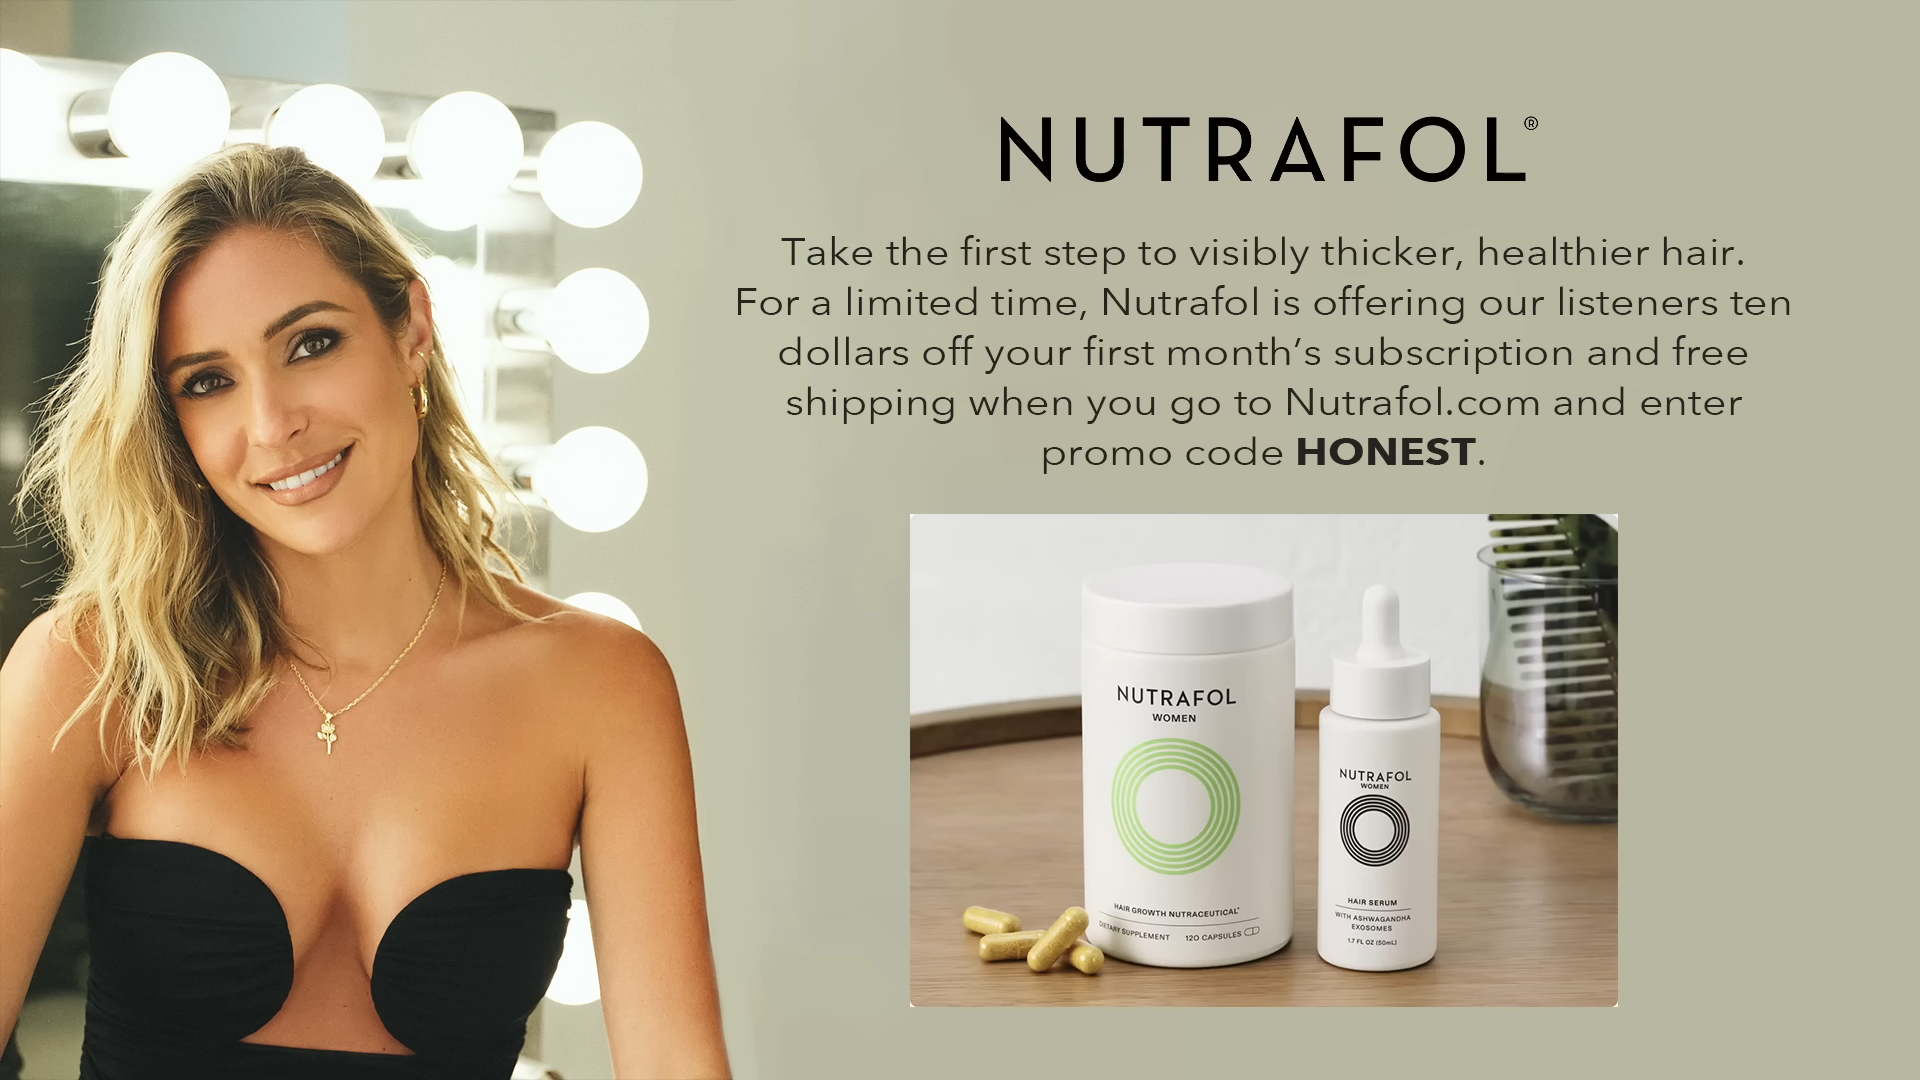 NUTRAFOL®
Take the first step to visibly thicker, healthier hair.
For a limited time, Nutrafol is offering our listeners ten
dollars off your first month’s subscription and free
shipping when you go to Nutrafol.com and enter
promo code HONEST.
NUTRAFOL
WOMEN
HAIR GROWTH NUTRACEUTICAL*
DIETARY SUPPLEMENT 120 CAPSULES
NUTRAFOL
WOMEN
HAIR SERUM
WITH ASHWAGANDHA
EXOSOMES
1.7 FL OZ (50mL)